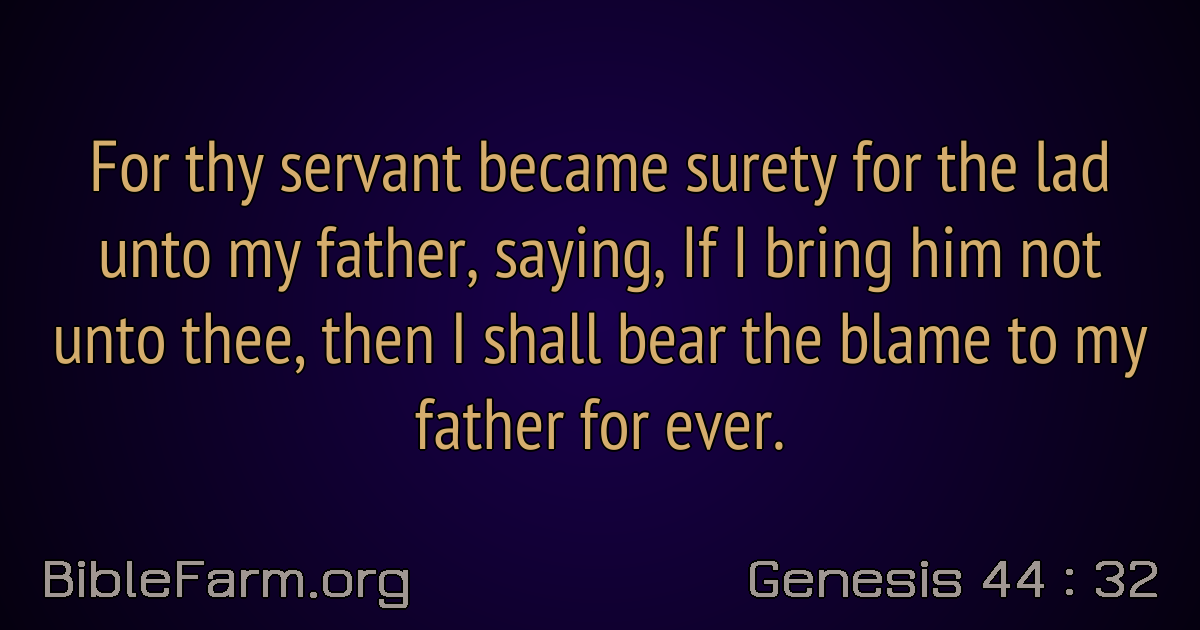 For thy servant became surety for the lad
unto my father, saying, If I bring him not
unto thee, then I shall bear the blame to my
father for ever.
BibleFarm.org
Genesis 44 : 32